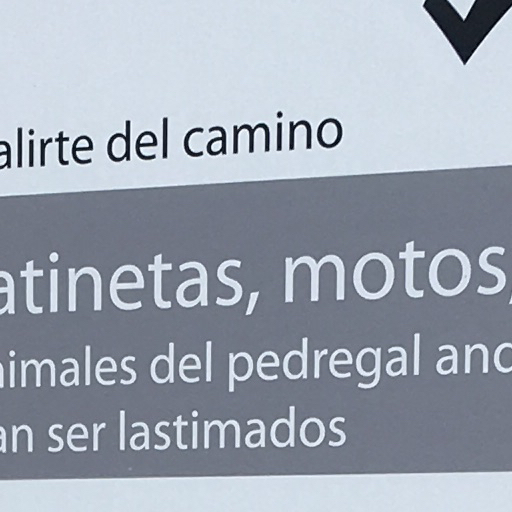 alirte del camino
atinetas, motos,
nimales del pedregal and
an ser lastimados